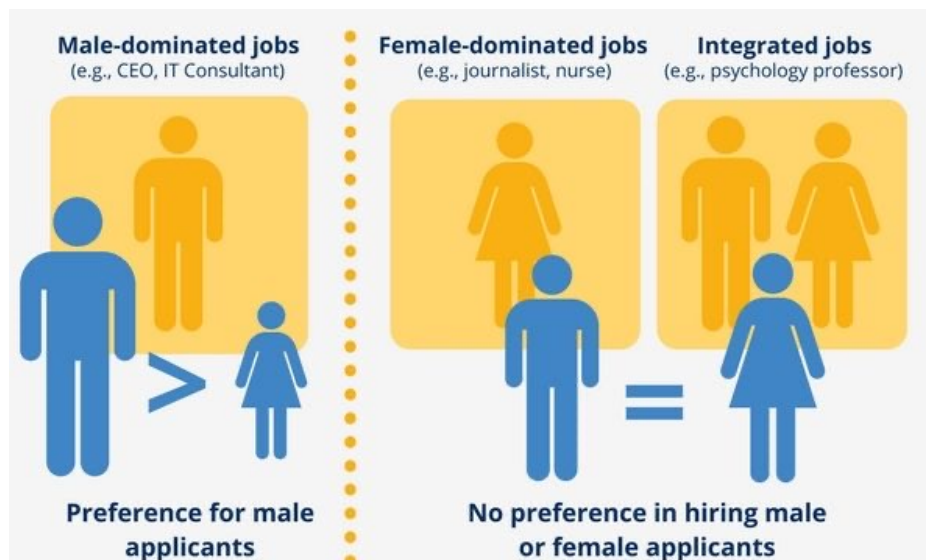 Male-dominated jobs
(e.g., CEO, IT Consultant)
>
Preference for male
applicants
Female-dominated jobs
(e.g., journalist, nurse)
Integrated jobs
(e.g., psychology professor)
=
No preference in hiring male
or female applicants